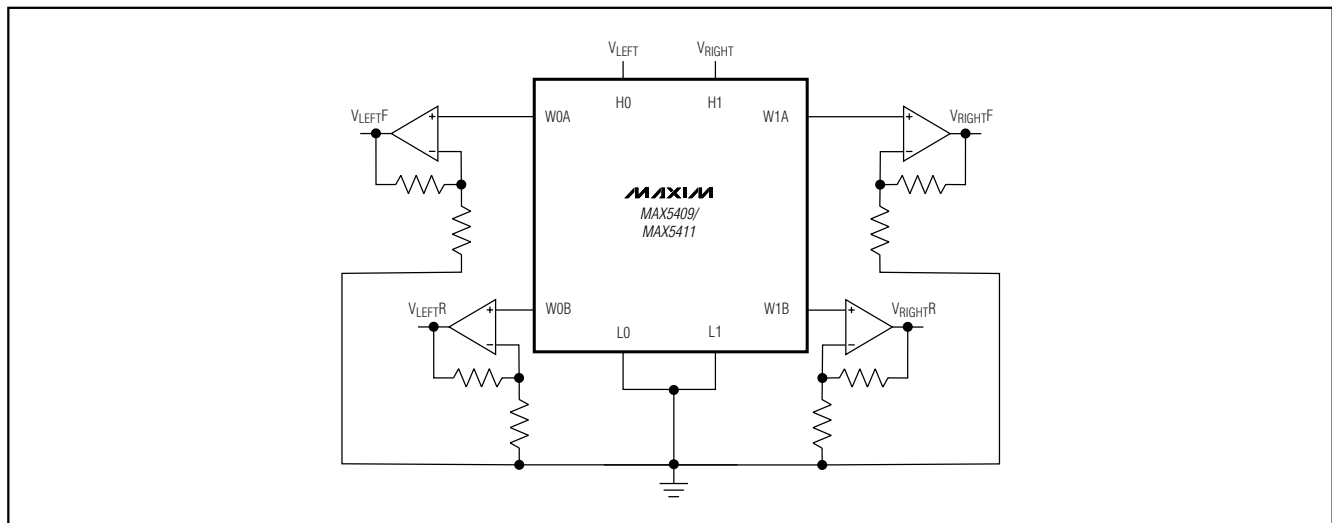 VLEFT VRIGHT
H0 H1
VLEFTF W0A W1A VRIGHTF
+ +
− −
MAXIM
MAX5409/
MAX5411
VLEFTR W0B W1B VRIGHTR
+ +
− −
L0 L1